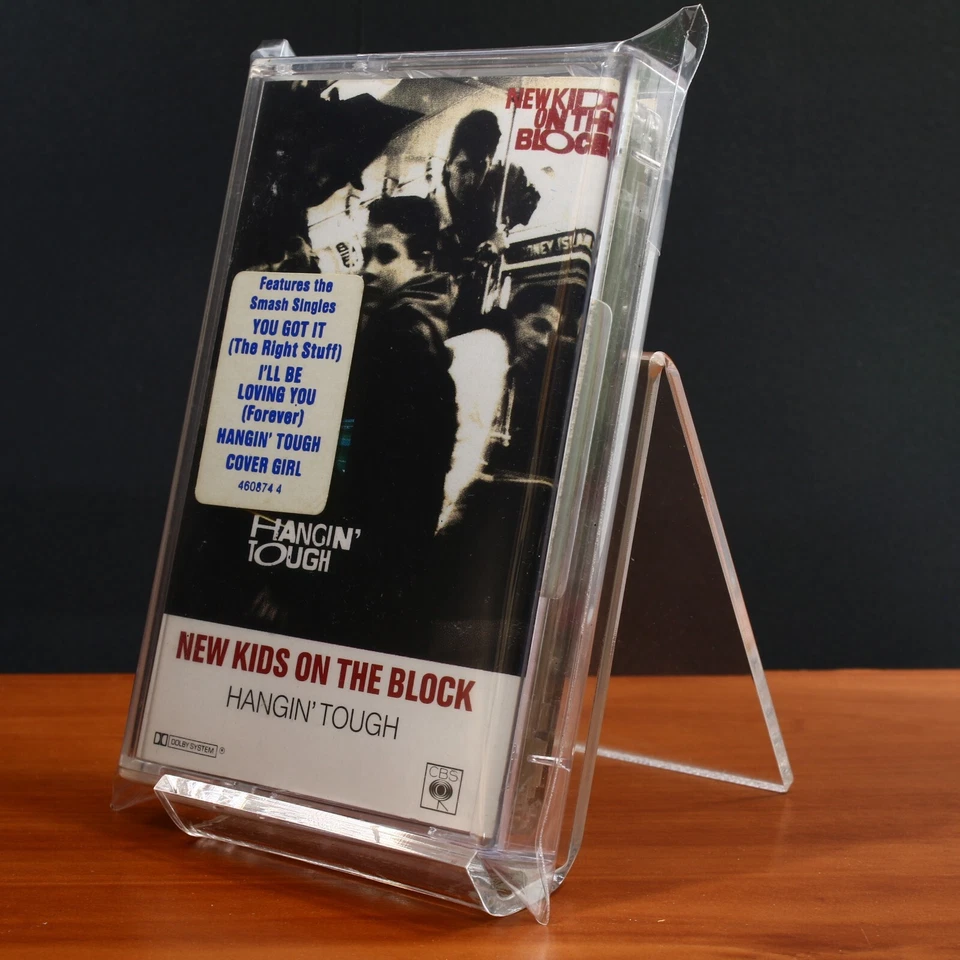 NEW KIDS
ON THE
BLOCK
Features the
Smash Singles
YOU GOT IT
(The Right Stuff)
I'LL BE
LOVING YOU
(Forever)
HANGIN' TOUGH
COVER GIRL
460874 4
HANGIN'
TOUGH
NEW KIDS ON THE BLOCK
HANGIN' TOUGH
DOLBY SYSTEM ®
CBS